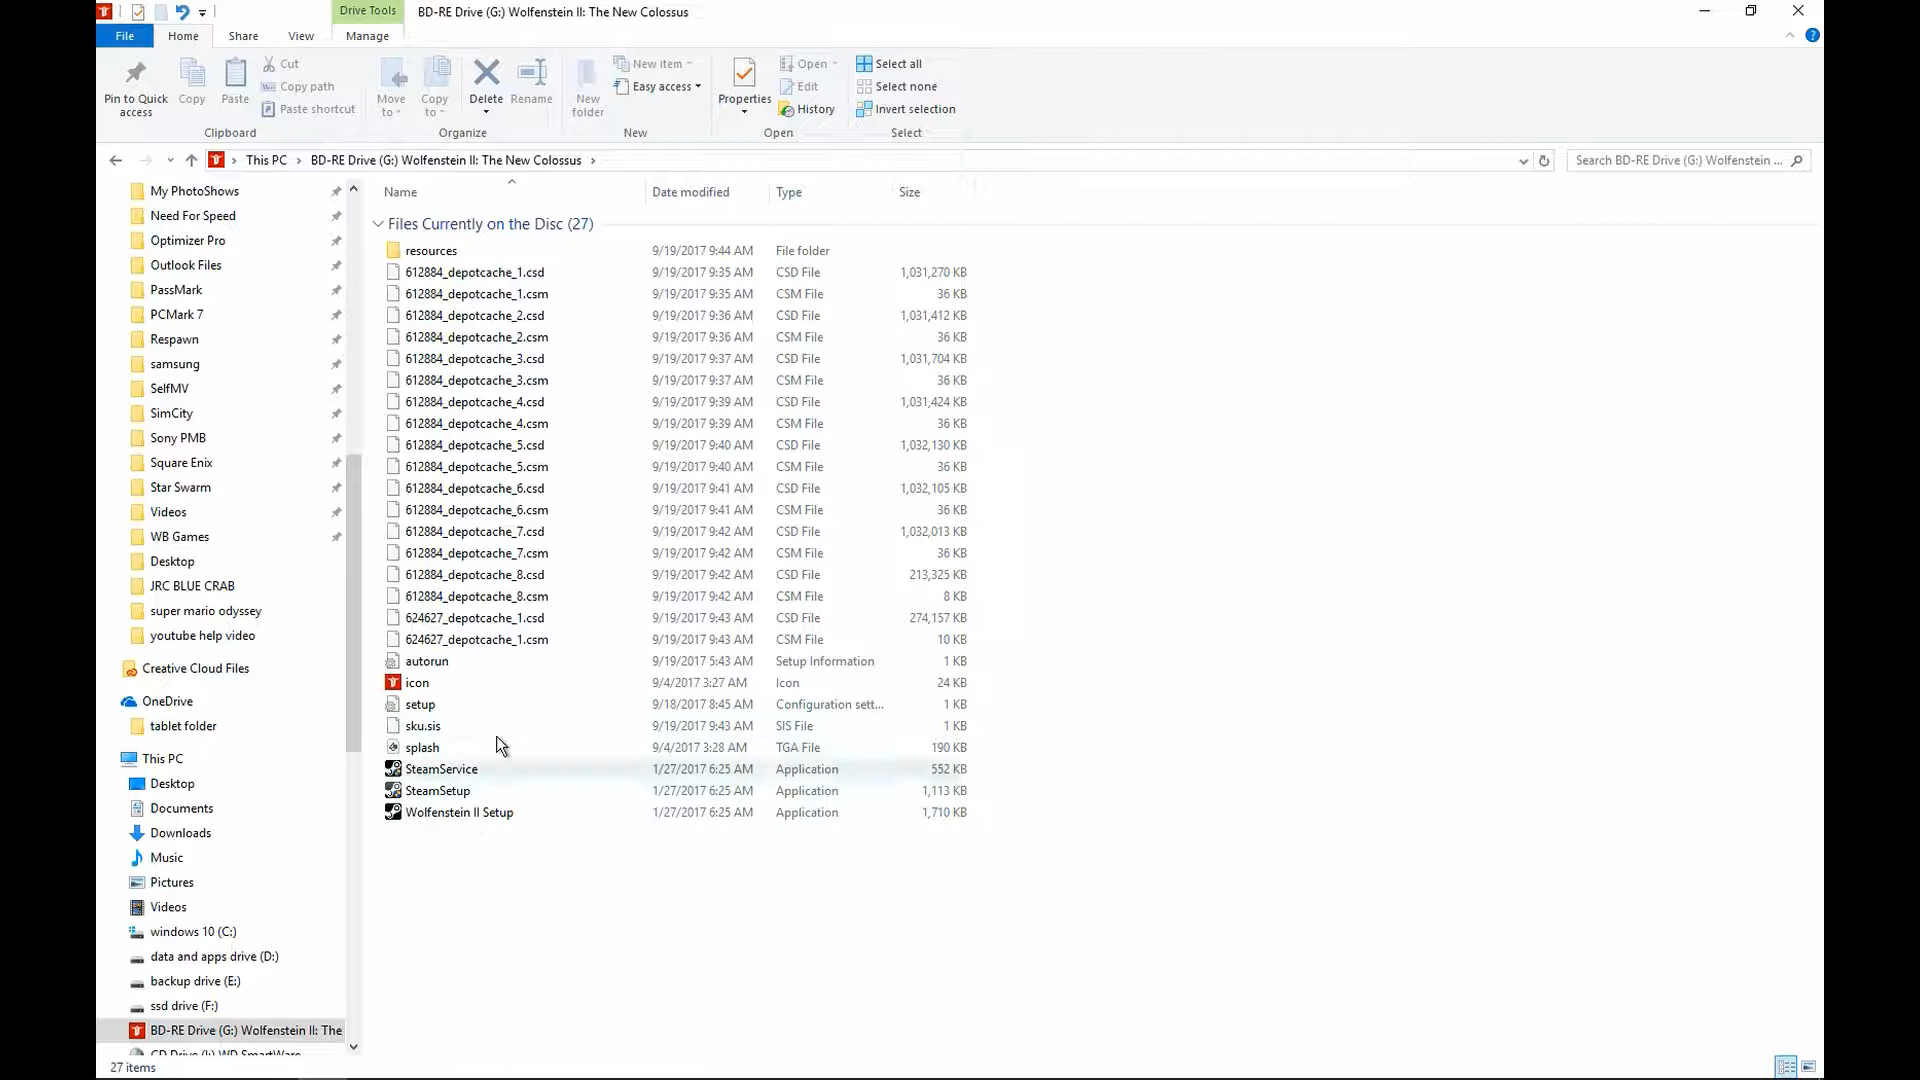 Drive Tools
BD-RE Drive (G:) Wolfenstein II: The New Colossus
File
Home
Share
View
Manage
Pin to Quick access
Copy
Paste
Cut
Copy path
Paste shortcut
Clipboard
Move to
Copy to
Delete
Rename
Organize
New folder
New item
Easy access
New
Properties
Open
Edit
History
Open
Select all
Select none
Invert selection
Select
This PC > BD-RE Drive (G:) Wolfenstein II: The New Colossus >
Search BD-RE Drive (G:) Wolfenstein ...
My PhotoShows
Need For Speed
Optimizer Pro
Outlook Files
PassMark
PCMark 7
Respawn
samsung
SelfMV
SimCity
Sony PMB
Square Enix
Star Swarm
Videos
WB Games
Desktop
JRC BLUE CRAB
super mario odyssey
youtube help video
Creative Cloud Files
OneDrive
tablet folder
This PC
Desktop
Documents
Downloads
Music
Pictures
Videos
windows 10 (C:)
data and apps drive (D:)
backup drive (E:)
ssd drive (F:)
BD-RE Drive (G:) Wolfenstein II: The
CD Drive (I:) WD SmartWare
Name Date modified Type Size
Files Currently on the Disc (27)
resources 9/19/2017 9:44 AM File folder
612884_depotcache_1.csd 9/19/2017 9:35 AM CSD File 1,031,270 KB
612884_depotcache_1.csm 9/19/2017 9:35 AM CSM File 36 KB
612884_depotcache_2.csd 9/19/2017 9:36 AM CSD File 1,031,412 KB
612884_depotcache_2.csm 9/19/2017 9:36 AM CSM File 36 KB
612884_depotcache_3.csd 9/19/2017 9:37 AM CSD File 1,031,704 KB
612884_depotcache_3.csm 9/19/2017 9:37 AM CSM File 36 KB
612884_depotcache_4.csd 9/19/2017 9:39 AM CSD File 1,031,424 KB
612884_depotcache_4.csm 9/19/2017 9:39 AM CSM File 36 KB
612884_depotcache_5.csd 9/19/2017 9:40 AM CSD File 1,032,130 KB
612884_depotcache_5.csm 9/19/2017 9:40 AM CSM File 36 KB
612884_depotcache_6.csd 9/19/2017 9:41 AM CSD File 1,032,105 KB
612884_depotcache_6.csm 9/19/2017 9:41 AM CSM File 36 KB
612884_depotcache_7.csd 9/19/2017 9:42 AM CSD File 1,032,013 KB
612884_depotcache_7.csm 9/19/2017 9:42 AM CSM File 36 KB
612884_depotcache_8.csd 9/19/2017 9:42 AM CSD File 213,325 KB
612884_depotcache_8.csm 9/19/2017 9:42 AM CSM File 8 KB
624627_depotcache_1.csd 9/19/2017 9:43 AM CSD File 274,157 KB
624627_depotcache_1.csm 9/19/2017 9:43 AM CSM File 10 KB
autorun 9/19/2017 5:43 AM Setup Information 1 KB
icon 9/4/2017 3:27 AM Icon 24 KB
setup 9/18/2017 8:45 AM Configuration sett... 1 KB
sku.sis 9/19/2017 9:43 AM SIS File 1 KB
splash 9/4/2017 3:28 AM TGA File 190 KB
SteamService 1/27/2017 6:25 AM Application 552 KB
SteamSetup 1/27/2017 6:25 AM Application 1,113 KB
Wolfenstein II Setup 1/27/2017 6:25 AM Application 1,710 KB
27 items